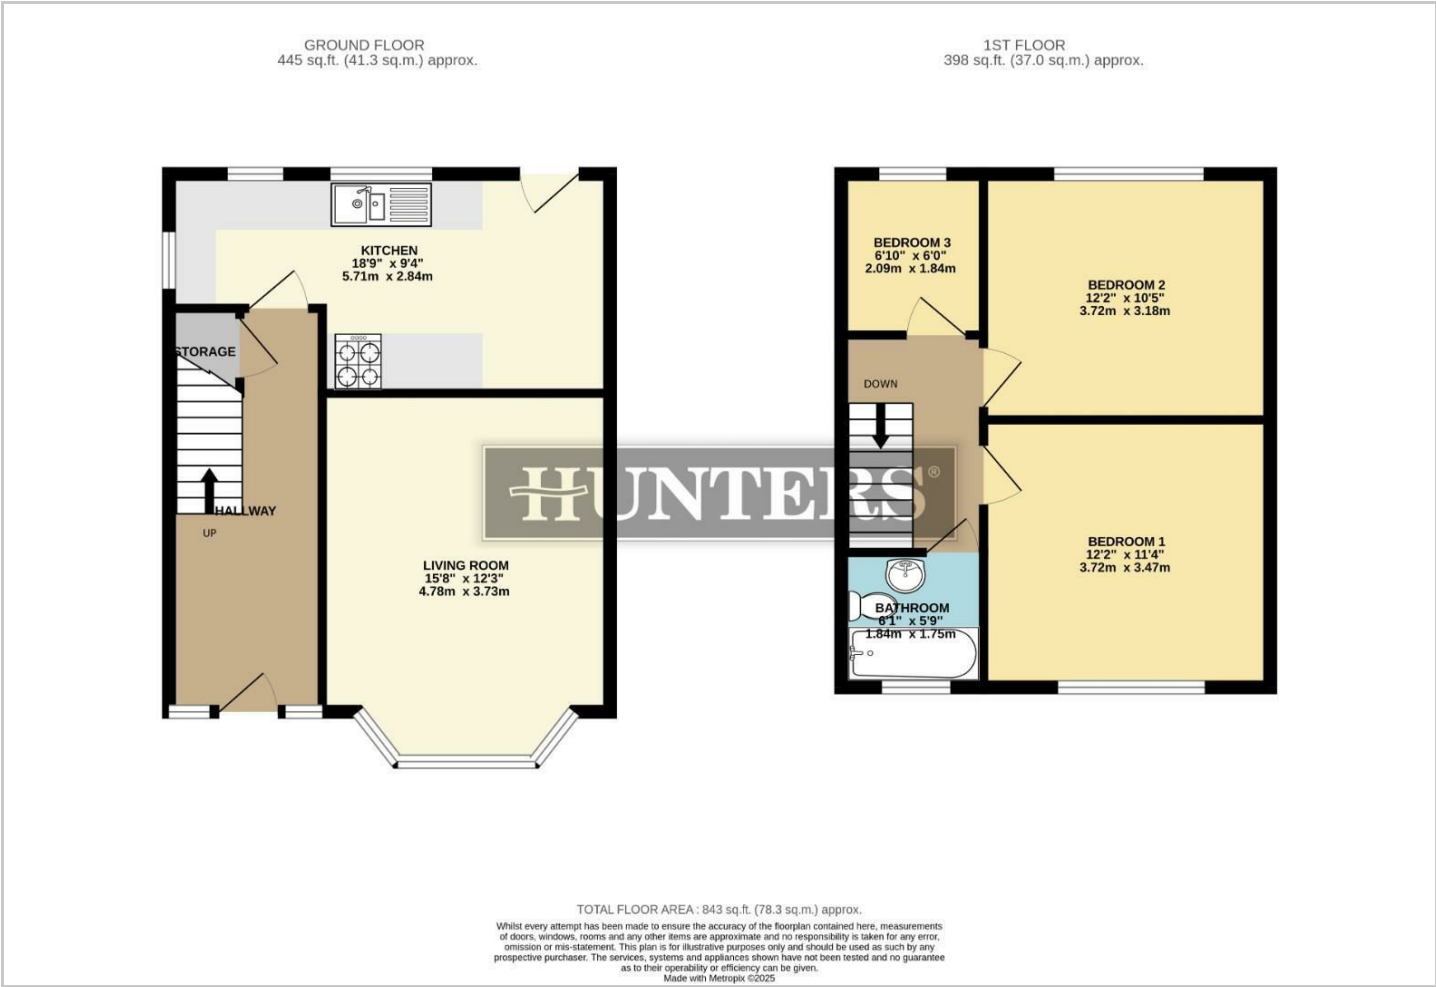 GROUND FLOOR
445 sq.ft. (41.3 sq.m.) approx.
1ST FLOOR
398 sq.ft. (37.0 sq.m.) approx.
KITCHEN
18'9" x 9'4"
5.71m x 2.84m
STORAGE
HALLWAY
UP
LIVING ROOM
15'8" x 12'3"
4.78m x 3.73m
BEDROOM 3
6'10" x 6'0"
2.09m x 1.84m
BEDROOM 2
12'2" x 10'5"
3.72m x 3.18m
DOWN
HUNTERS®
BEDROOM 1
12'2" x 11'4"
3.72m x 3.47m
BATHROOM
6'1" x 5'9"
1.84m x 1.75m
TOTAL FLOOR AREA : 843 sq.ft. (78.3 sq.m.) approx.
Whilst every attempt has been made to ensure the accuracy of the floorplan contained here, measurements
of doors, windows, rooms and any other items are approximate and no responsibility is taken for any error,
omission or mis-statement. This plan is for illustrative purposes only and should be used as such by any
prospective purchaser. The services, systems and appliances shown have not been tested and no guarantee
as to their operability or efficiency can be given.
Made with Metropix ©2025